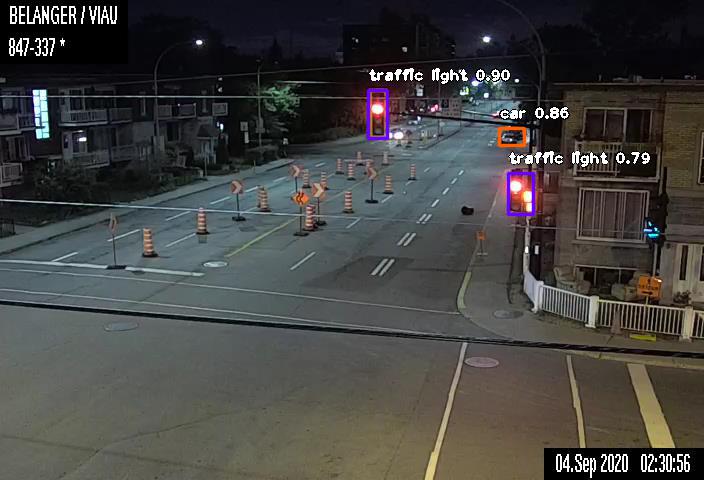 BELANGER / VIAU
847-337 *
traffic light 0.90
car 0.86
traffic light 0.79
04.Sep 2020 02:30:56